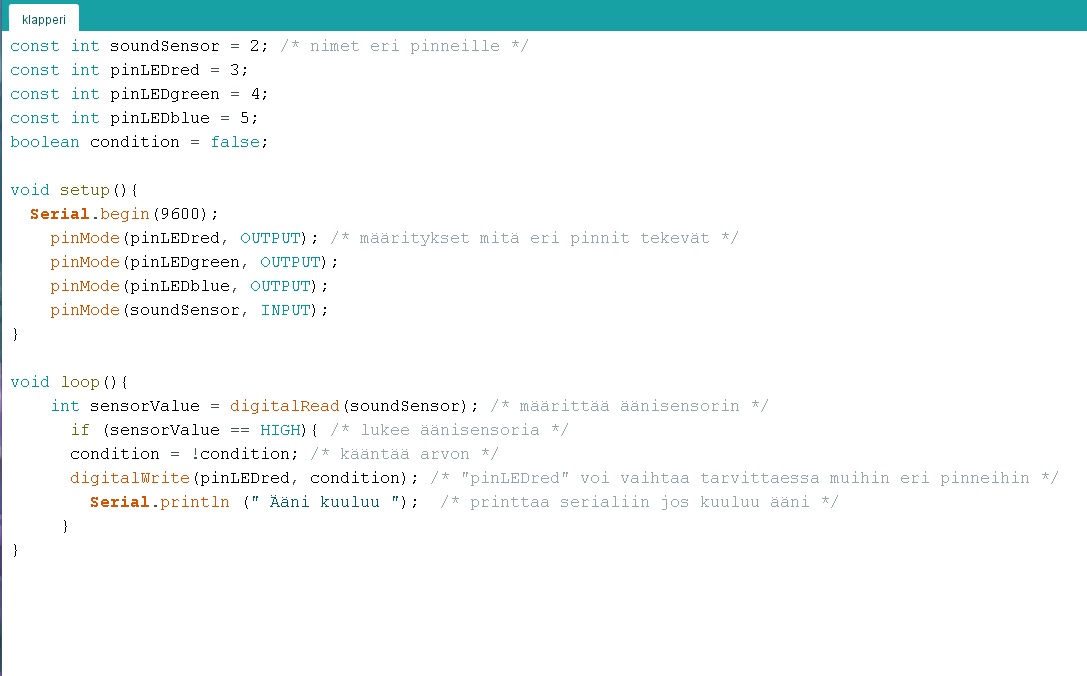 klapperi
const int soundSensor = 2; /* nimet eri pinneille */
const int pinLEDred = 3;
const int pinLEDgreen = 4;
const int pinLEDblue = 5;
boolean condition = false;

void setup(){
  Serial.begin(9600);
    pinMode(pinLEDred, OUTPUT); /* määritykset mitä eri pinnit tekevät */
    pinMode(pinLEDgreen, OUTPUT);
    pinMode(pinLEDblue, OUTPUT);
    pinMode(soundSensor, INPUT);
}

void loop(){
    int sensorValue = digitalRead(soundSensor); /* määrittää äänisensorin */
      if (sensorValue == HIGH){ /* lukee äänisensoria */
      condition = !condition; /* kääntää arvon */
      digitalWrite(pinLEDred, condition); /* "pinLEDred" voi vaihtaa tarvittaessa muihin eri pinneihin */
        Serial.println (" Ääni kuuluu ");  /* printtaa serialiin jos kuuluu ääni */
     }
}